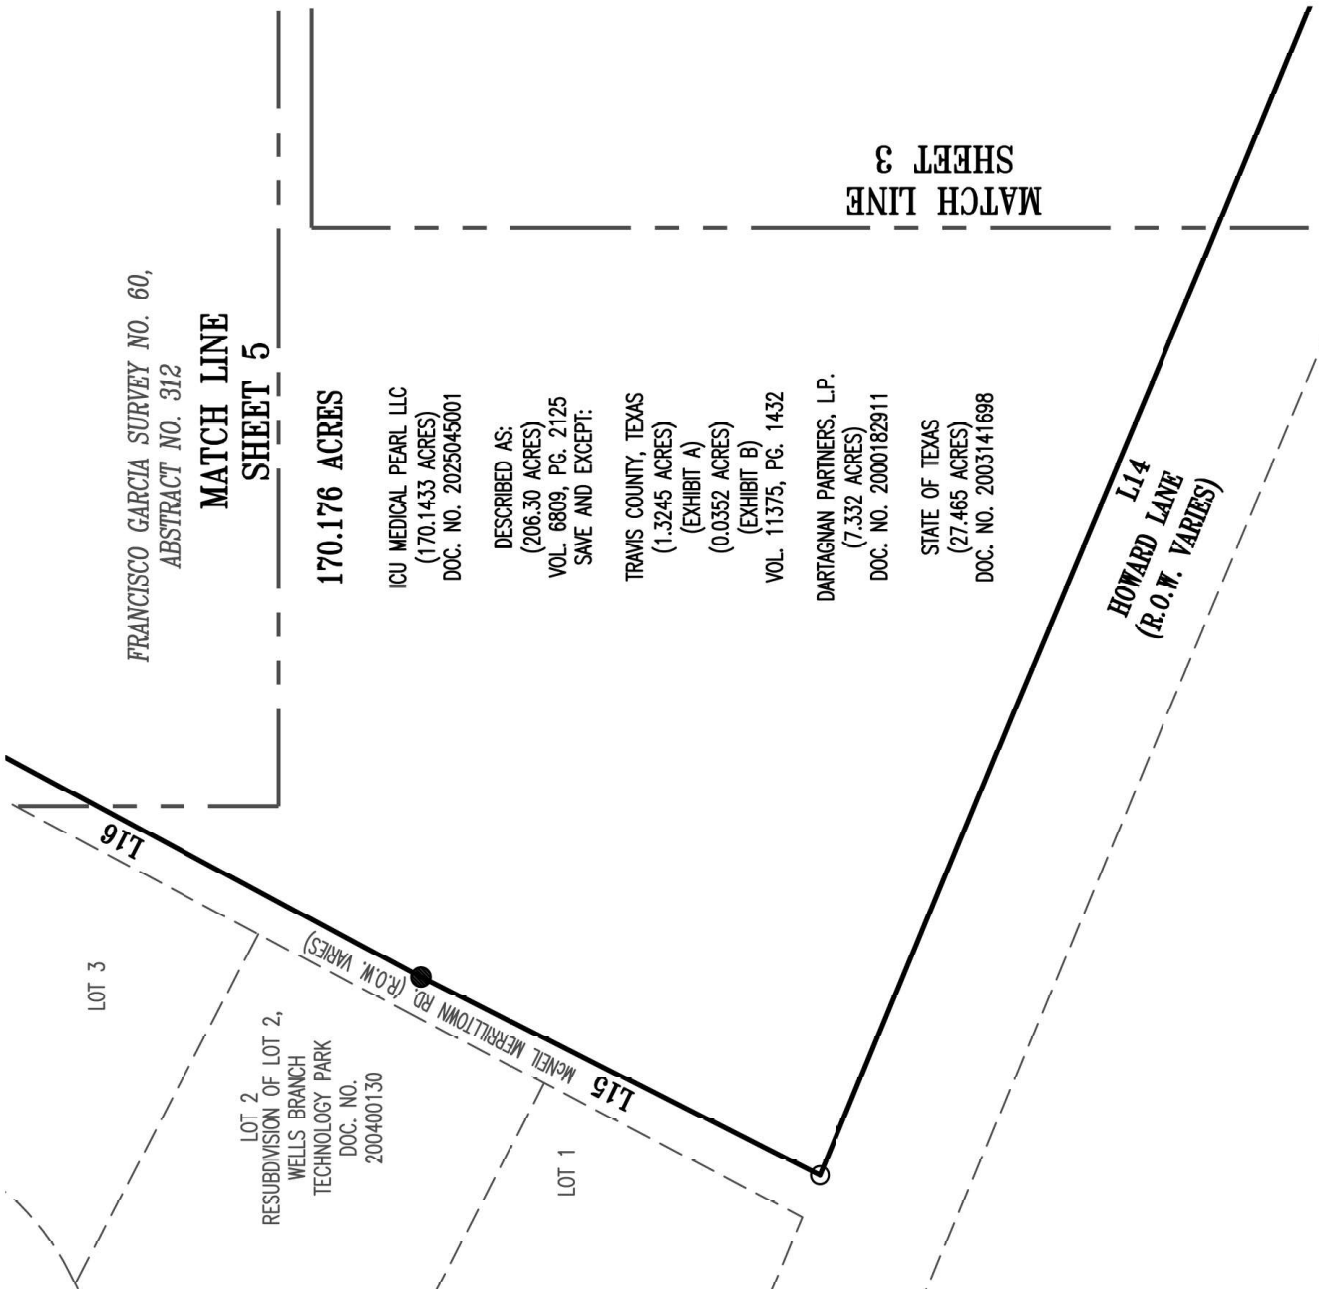 FRANCISCO GARCIA SURVEY NO. 60,
ABSTRACT NO. 312
MATCH LINE
SHEET 5
170.176 ACRES
ICU MEDICAL PEARL LLC
(170.1433 ACRES)
DOC. NO. 2025045001
DESCRIBED AS:
(206.30 ACRES)
VOL. 6809, PG. 2125
SAVE AND EXCEPT:
TRAVIS COUNTY, TEXAS
(1.3245 ACRES)
(EXHIBIT A)
(0.0352 ACRES)
(EXHIBIT B)
VOL. 11375, PG. 1432
DARTAGNAN PARTNERS, L.P.
(7.332 ACRES)
DOC. NO. 2000182911
STATE OF TEXAS
(27.465 ACRES)
DOC. NO. 2003141698
MATCH LINE
SHEET 3
L14
HOWARD LANE
(R.O.W. VARIES)
L16
McNEIL MERRILLTOWN RD. (R.O.W. VARIES)
L15
LOT 3
LOT 2
RESUBDIVISION OF LOT 2,
WELLS BRANCH
TECHNOLOGY PARK
DOC. NO.
200400130
LOT 1